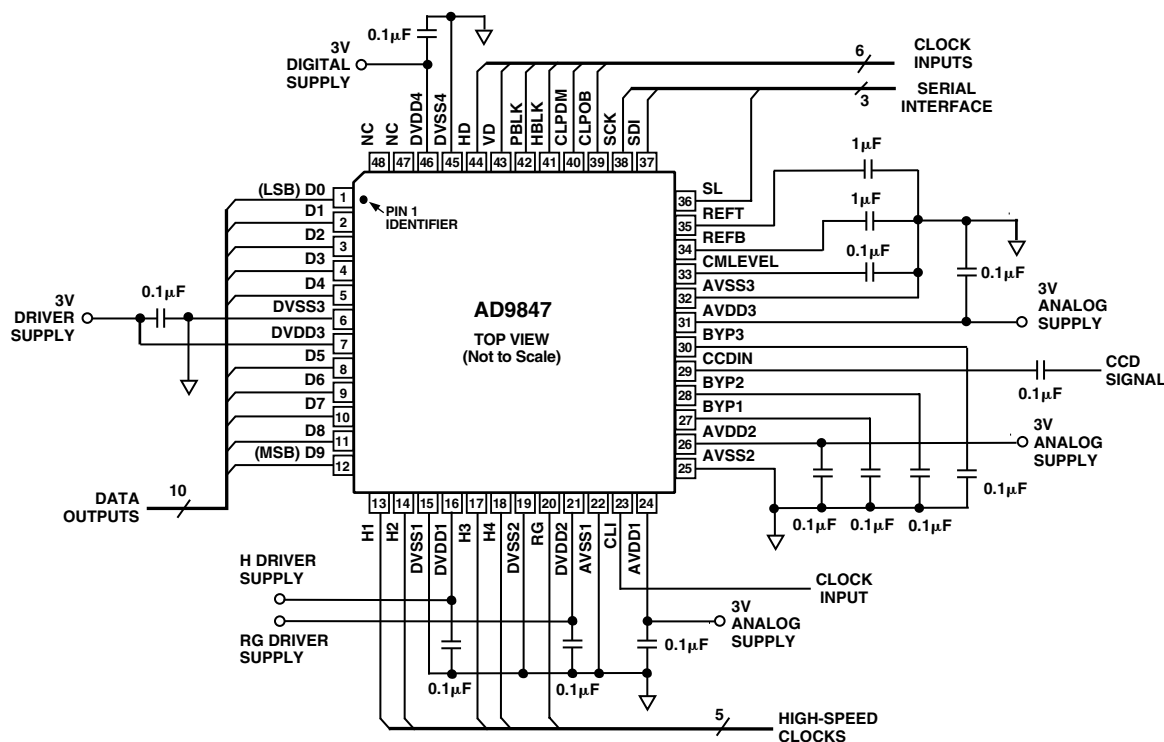 0.1µF
3V
DIGITAL
SUPPLY
6
CLOCK
INPUTS
3
SERIAL
INTERFACE
NC
NC
DVDD4
DVSS4
HD
VD
PBLK
HBLK
CLPDM
CLPOB
SCK
SDI
48 47 46 45 44 43 42 41 40 39 38 37
(LSB) D0 1
D1 2
D2 3
D3 4
D4 5
DVSS3 6
DVDD3 7
D5 8
D6 9
D7 10
D8 11
(MSB) D9 12
PIN 1
IDENTIFIER
AD9847
TOP VIEW
(Not to Scale)
3V
DRIVER
SUPPLY
0.1µF
10
DATA
OUTPUTS
36 SL
35 REFT
34 REFB
33 CMLEVEL
32 AVSS3
31 AVDD3
30 BYP3
29 CCDIN
28 BYP2
27 BYP1
26 AVDD2
25 AVSS2
1µF
1µF
0.1µF
0.1µF
3V
ANALOG
SUPPLY
CCD
SIGNAL
0.1µF
3V
ANALOG
SUPPLY
0.1µF
0.1µF 0.1µF 0.1µF
13 14 15 16 17 18 19 20 21 22 23 24
H1
H2
DVSS1
DVDD1
H3
H4
DVSS2
RG
DVDD2
AVSS1
CLI
AVDD1
H DRIVER
SUPPLY
RG DRIVER
SUPPLY
0.1µF
0.1µF
0.1µF
CLOCK
INPUT
3V
ANALOG
SUPPLY
5
HIGH-SPEED
CLOCKS